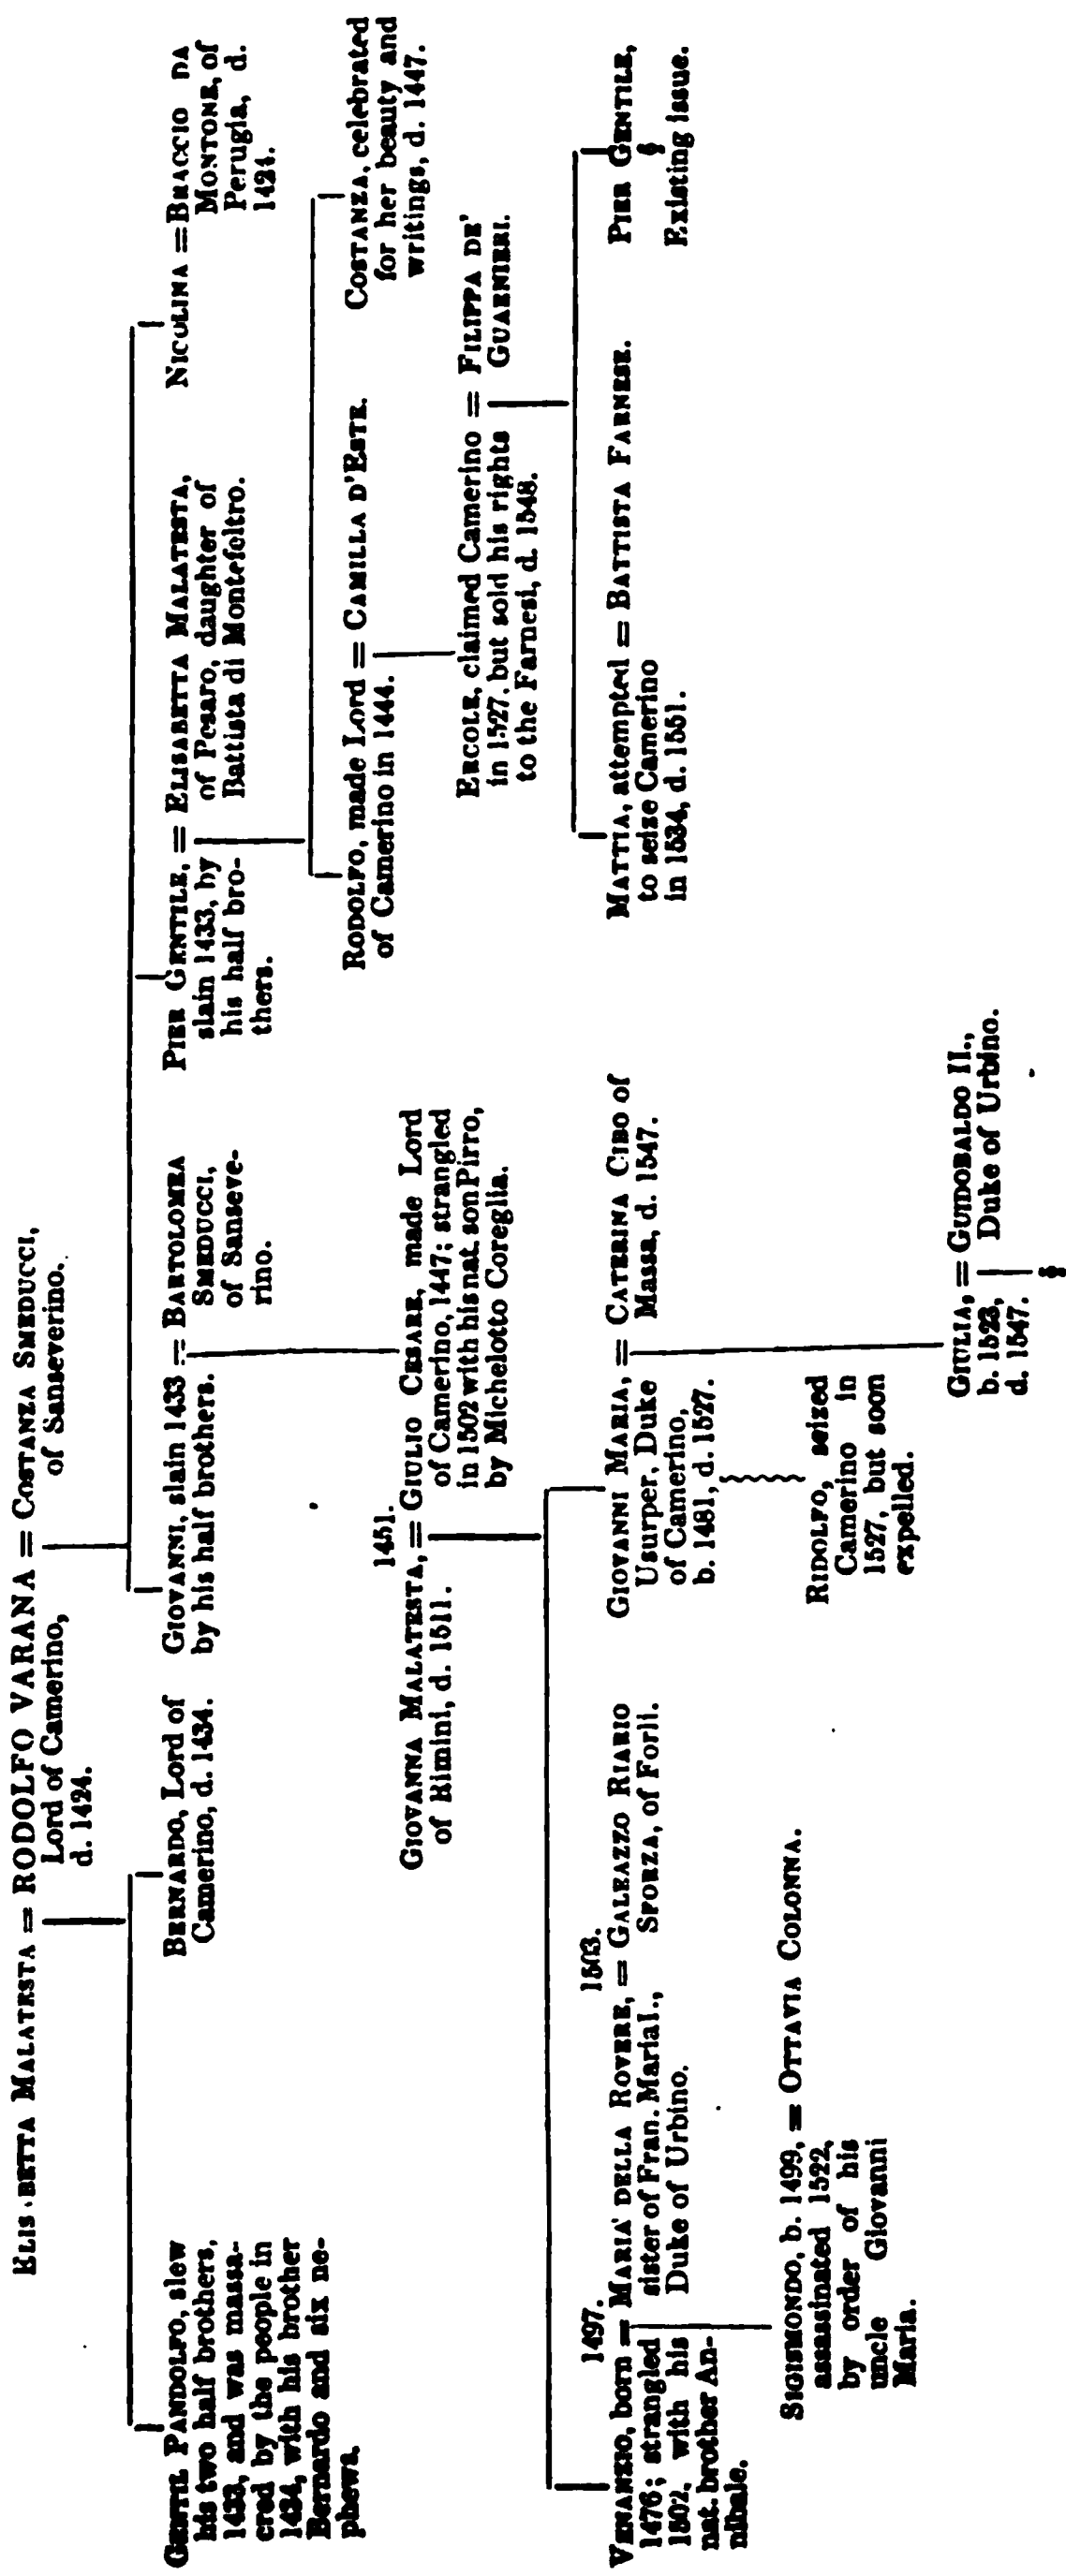 ELISABETTA MALATESTA = RODOLFO VARANA = COSTANZA SMEDUCCI,
Lord of Camerino,
d. 1424.
of Sanseverino.
GENTIL PANDOLFO, slew
his two half brothers,
1433, and was massa-
cred by the people in
1434, with his brother
Bernardo and six ne-
phews.
BERNARDO, Lord of
Camerino, d. 1434.
GIOVANNI, slain 1433 = BARTOLOMEA
by his half brothers.
SMEDUCCI,
of Sanseve-
rino.
PIER GENTILE, = ELISABETTA MALATESTA,
slain 1433, by
his half bro-
thers.
of Pesaro, daughter of
Battista di Montefeltro.
NICOLINA = BRACCIO DA
MONTONE, of
Perugia, d.
1424.
1451.
GIOVANNA MALATESTA, = GIULIO CESARE, made Lord
of Rimini, d. 1511.
of Camerino, 1447; strangled
in 1502 with his nat. son Pirro,
by Michelotto Coreglia.
RODOLFO, made Lord = CAMILLA D'ESTE.
of Camerino in 1444.
COSTANZA, celebrated
for her beauty and
writings, d. 1447.
ERCOLE, claimed Camerino = FILIPPA DE'
in 1527, but sold his rights
to the Farnesi, d. 1548.
GUARNIERI.
1497.
1503.
VENANZIO, born = MARIA DELLA ROVERE, = GALEAZZO RIARIO
1476; strangled
1502, with his
nat. brother An-
nibale.
sister of Fran. Maria I.,
Duke of Urbino.
SFORZA, of Forlì.
GIOVANNI MARIA, = CATERINA CIBO of
Usurper, Duke
of Camerino,
b. 1481, d. 1527.
Massa, d. 1547.
MATTIA, attempted = BATTISTA FARNESE.
to seize Camerino
in 1534, d. 1551.
PIER GENTILE,
Existing issue.
SIGISMONDO, b. 1499, = OTTAVIA COLONNA.
assassinated 1522,
by order of his
uncle Giovanni
Maria.
RIDOLFO, seized
Camerino in
1527, but soon
expelled.
GIULIA, = GUIDOBALDO II.,
b. 1523,
d. 1547.
Duke of Urbino.